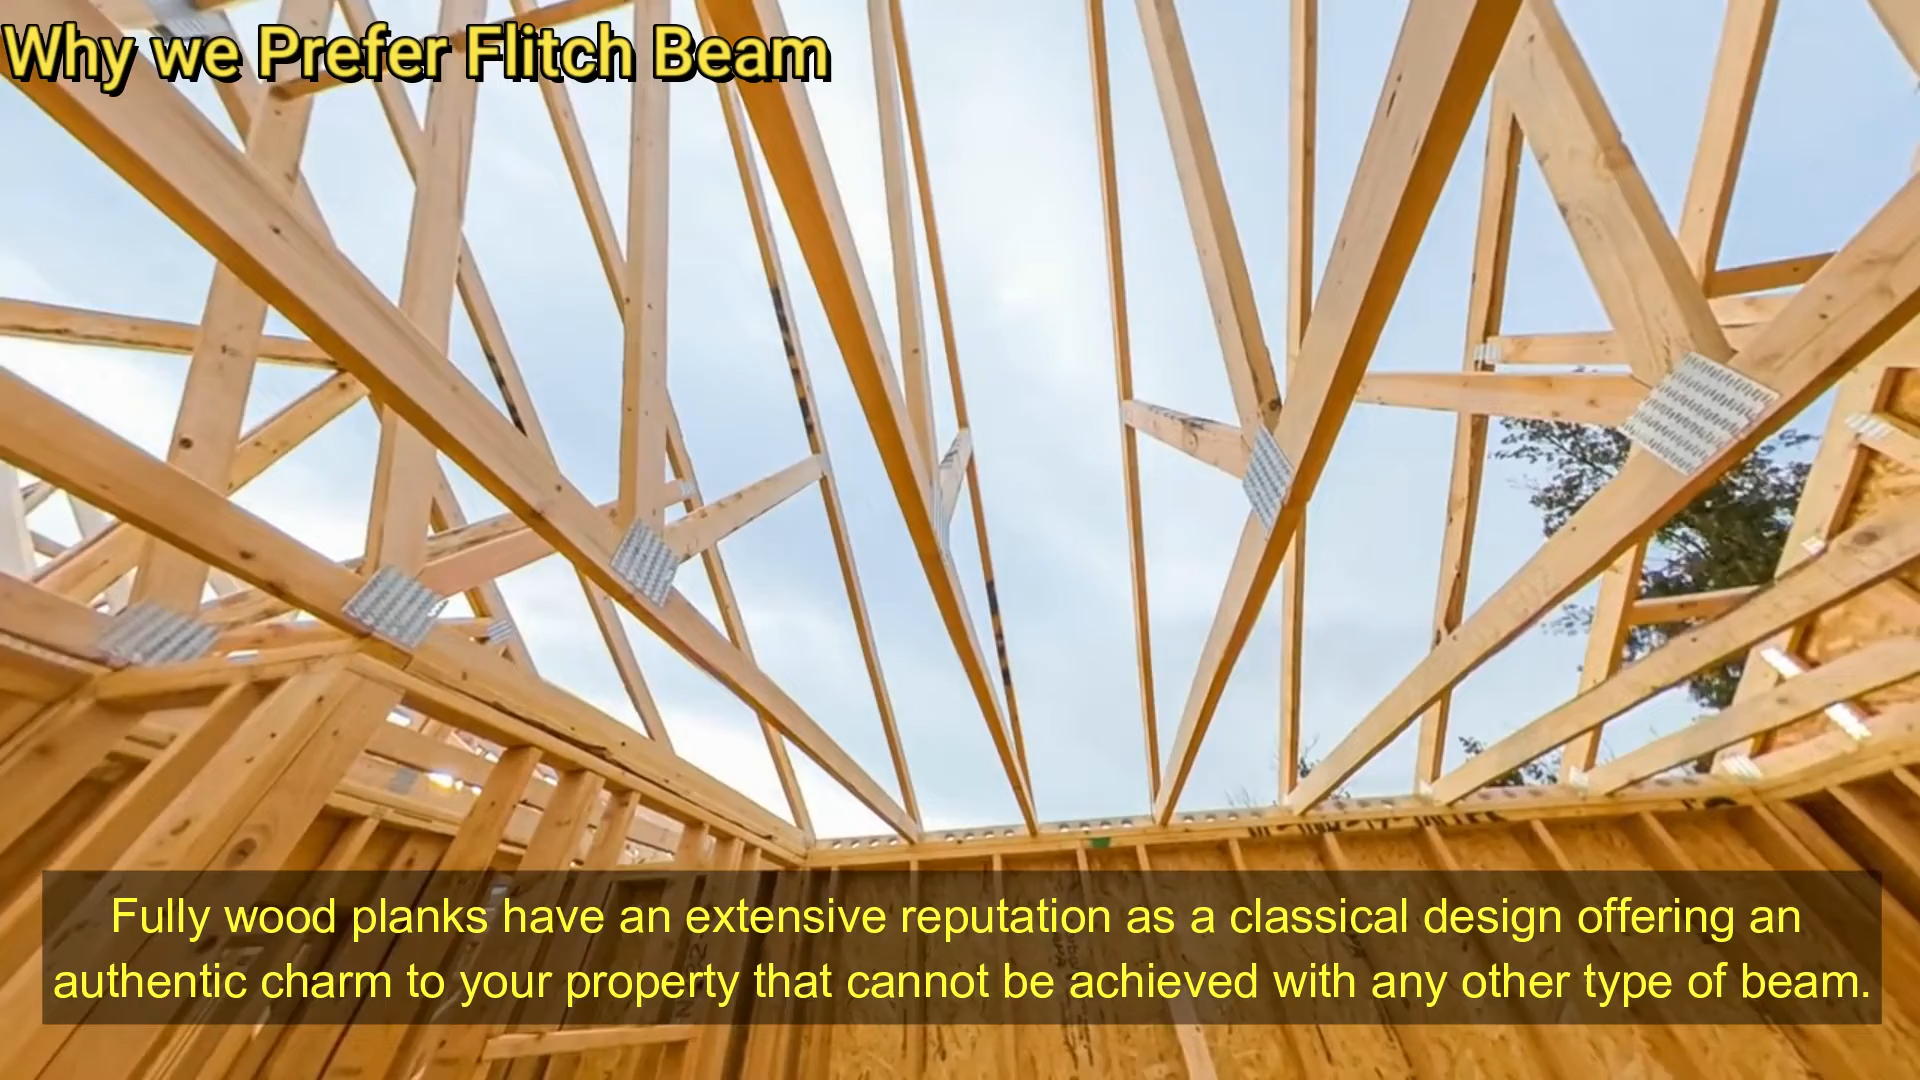 Why we Prefer Flitch Beam
Fully wood planks have an extensive reputation as a classical design offering an
authentic charm to your property that cannot be achieved with any other type of beam.